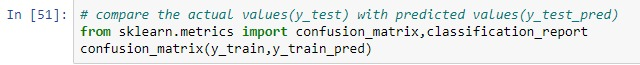 In [51]: # compare the actual values(y_test) with predicted values(y_test_pred)
from sklearn.metrics import confusion_matrix,classification_report
confusion_matrix(y_train,y_train_pred)